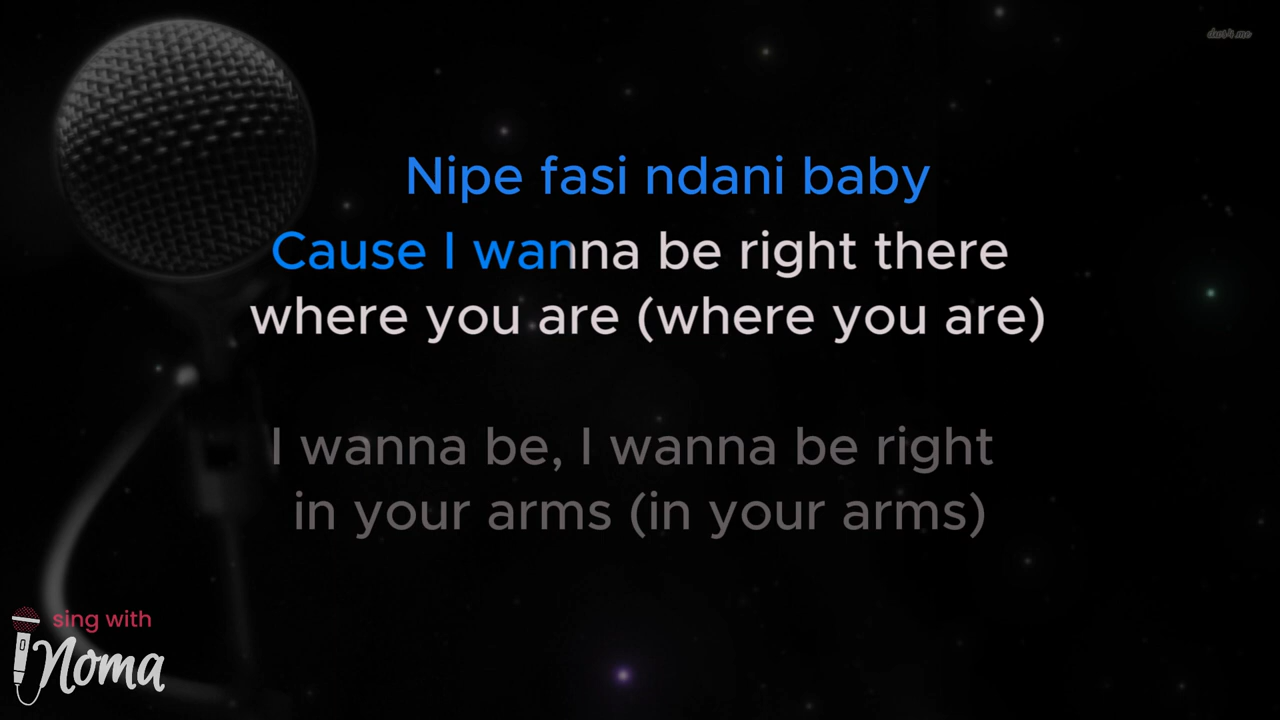 Nipe fasi ndani baby
Cause I wanna be right there
where you are (where you are)
I wanna be, I wanna be right
in your arms (in your arms)
sing with
Noma